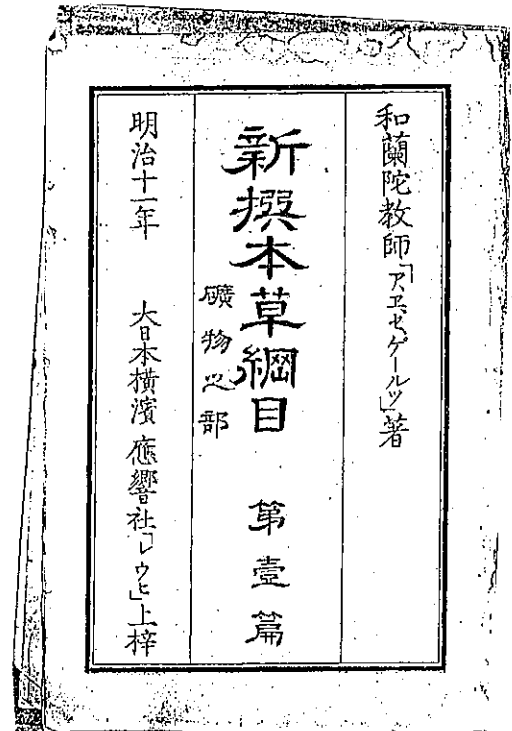 和蘭陀教師「アヱ、セ、ゲールツ」著
新撰本草綱目 第壹篇
礦物之部
明治十一年 大日本横濱應響社「レウヒ」上梓